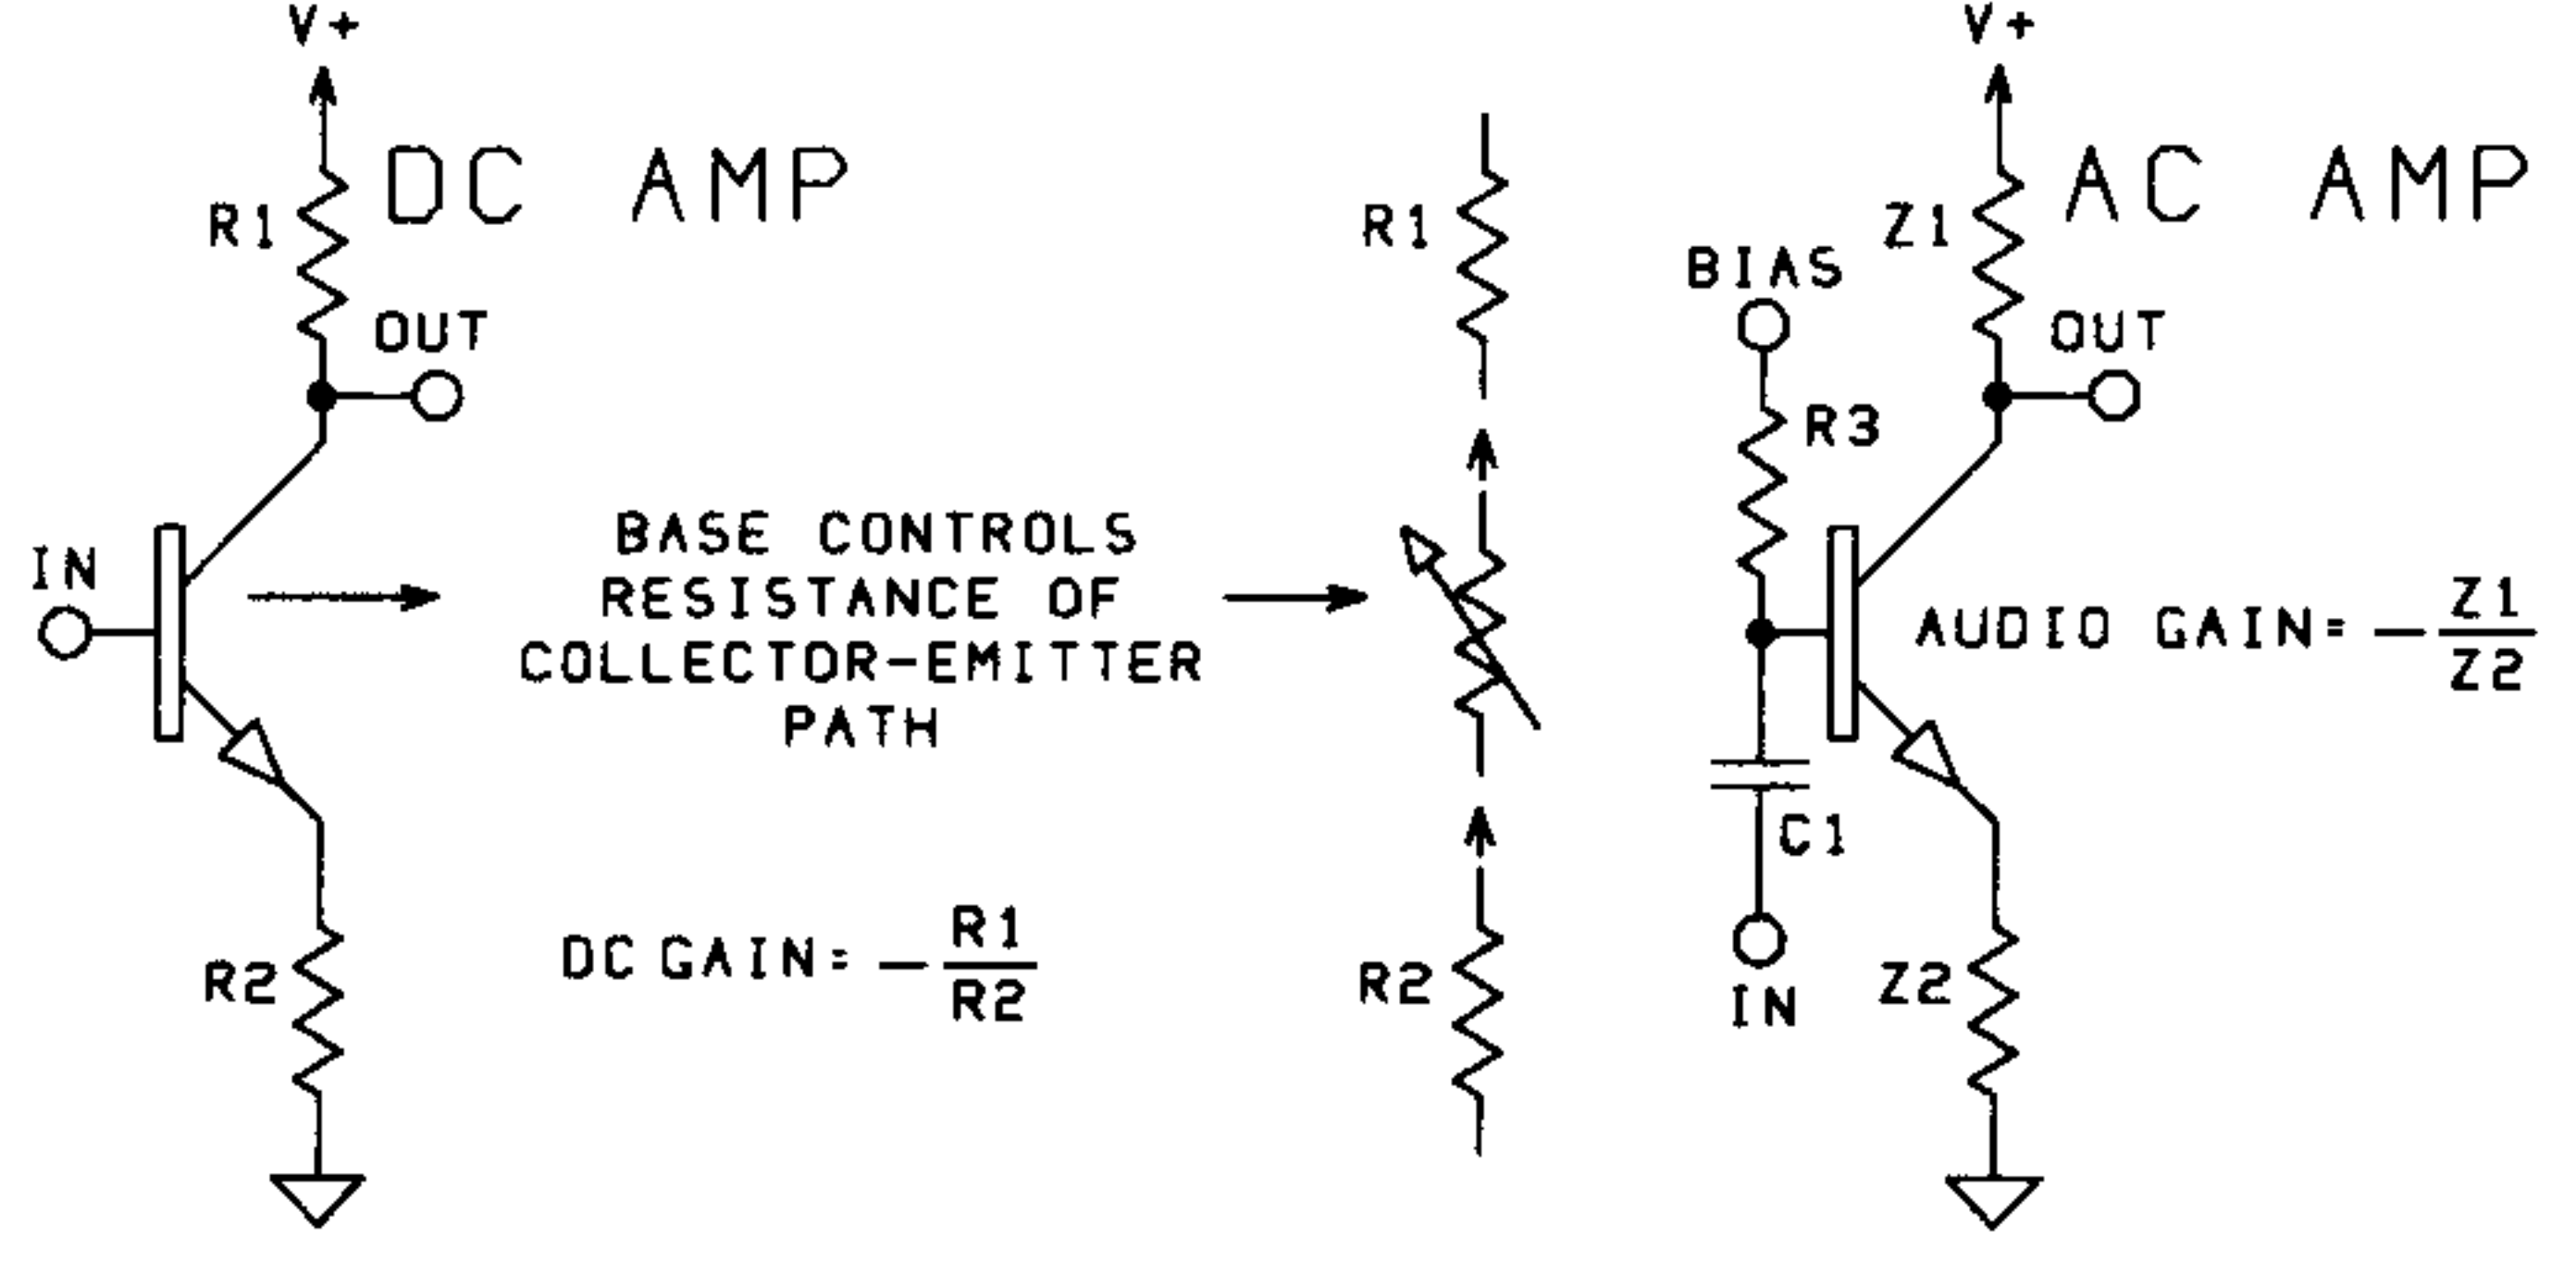 V+
DC AMP
R1
OUT
IN
R2
BASE CONTROLS
RESISTANCE OF
COLLECTOR-EMITTER
PATH
DC GAIN= -R1/R2
R1
R2
V+
AC AMP
Z1
BIAS
OUT
R3
AUDIO GAIN= -Z1/Z2
C1
IN
Z2